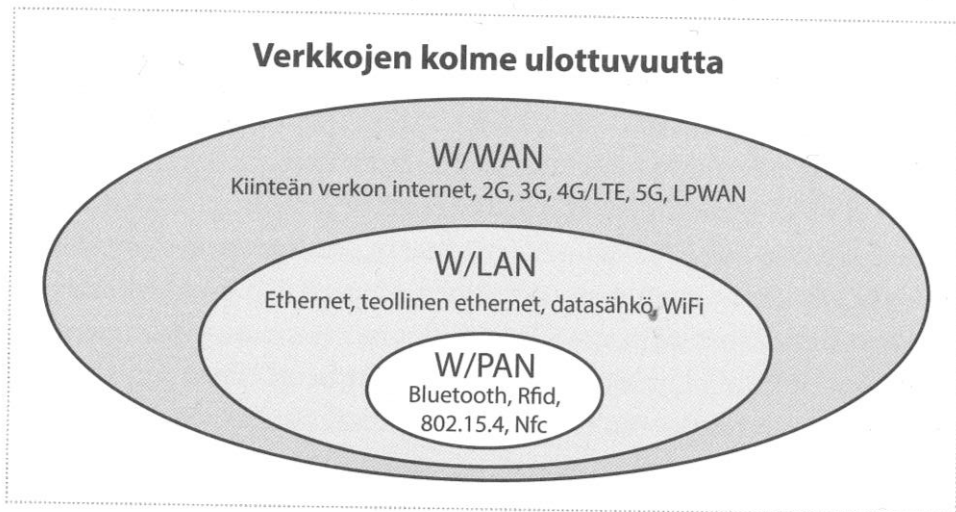 Verkkojen kolme ulottuvuutta
W/WAN
Kiinteän verkon internet, 2G, 3G, 4G/LTE, 5G, LPWAN
W/LAN
Ethernet, teollinen ethernet, datasähkö, WiFi
W/PAN
Bluetooth, Rfid,
802.15.4, Nfc